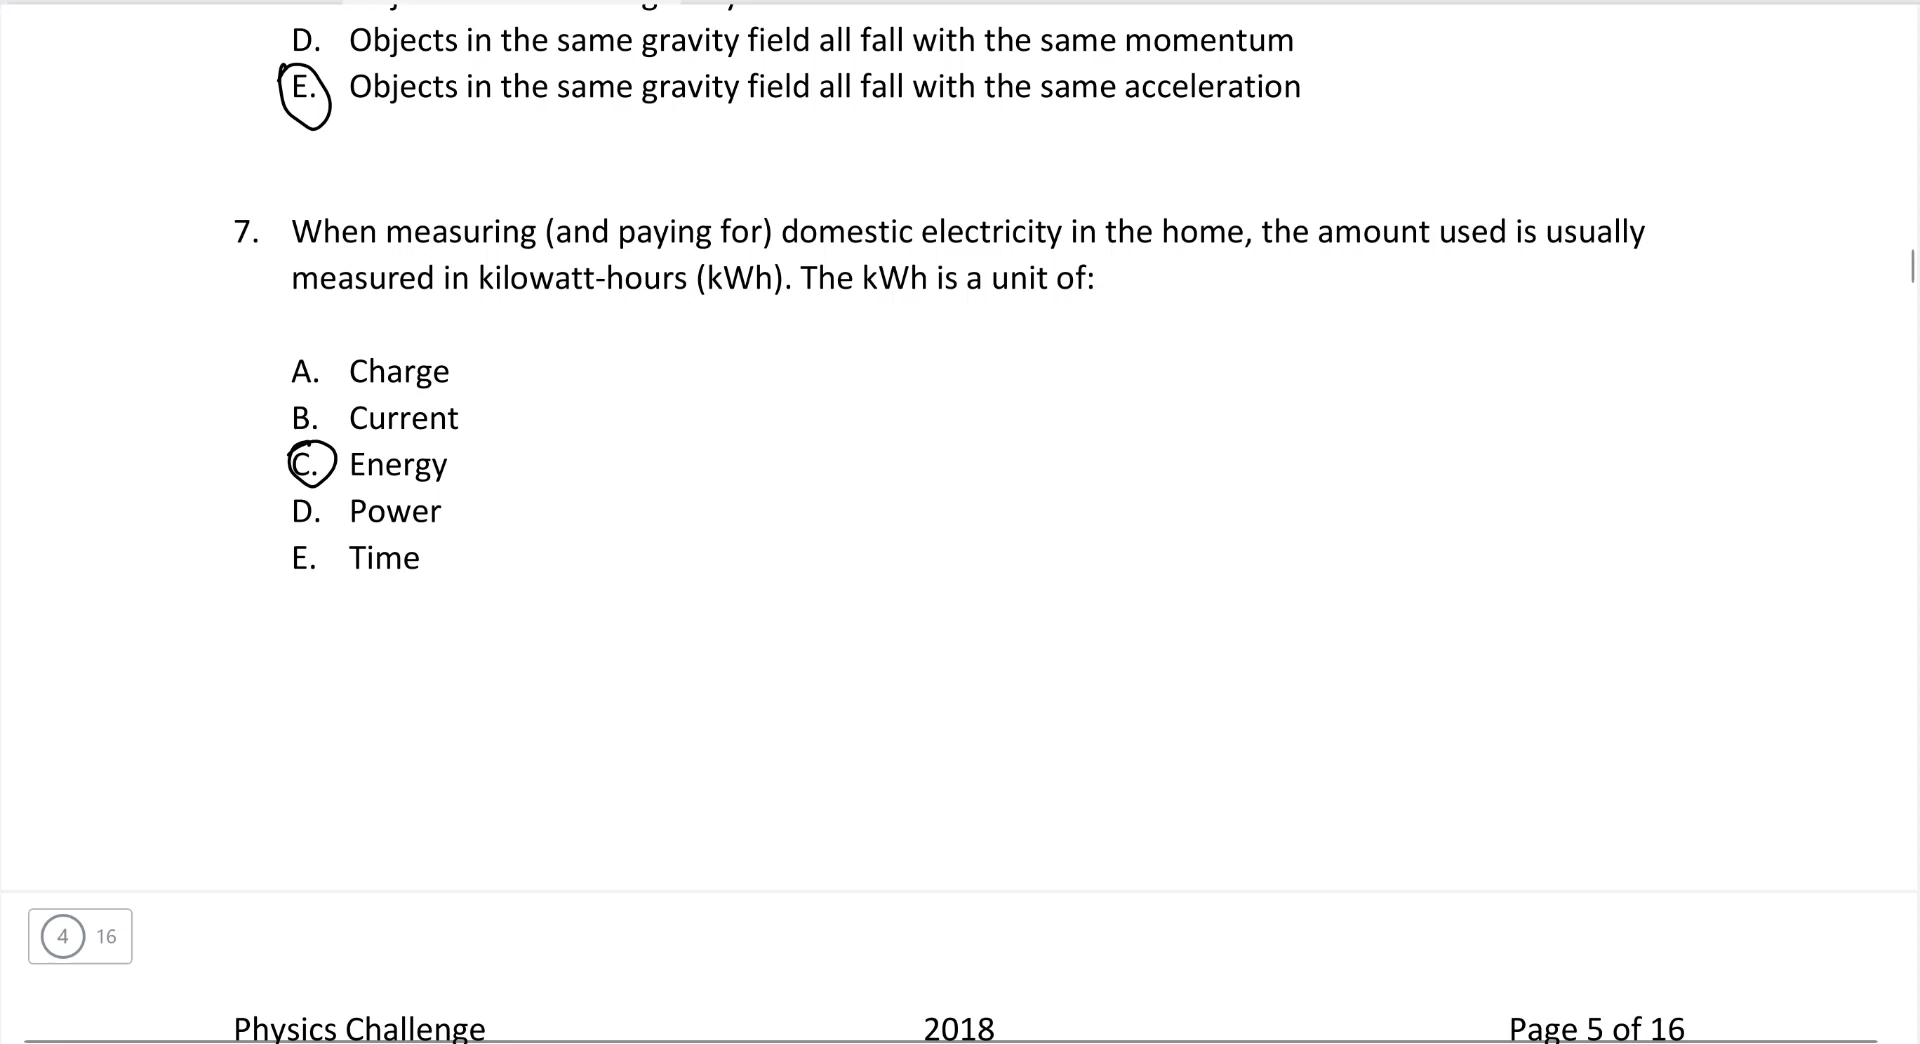 D. Objects in the same gravity field all fall with the same momentum
E. Objects in the same gravity field all fall with the same acceleration
7. When measuring (and paying for) domestic electricity in the home, the amount used is usually
measured in kilowatt-hours (kWh). The kWh is a unit of:
A. Charge
B. Current
C. Energy
D. Power
E. Time
4 16
Physics Challenge 2018 Page 5 of 16